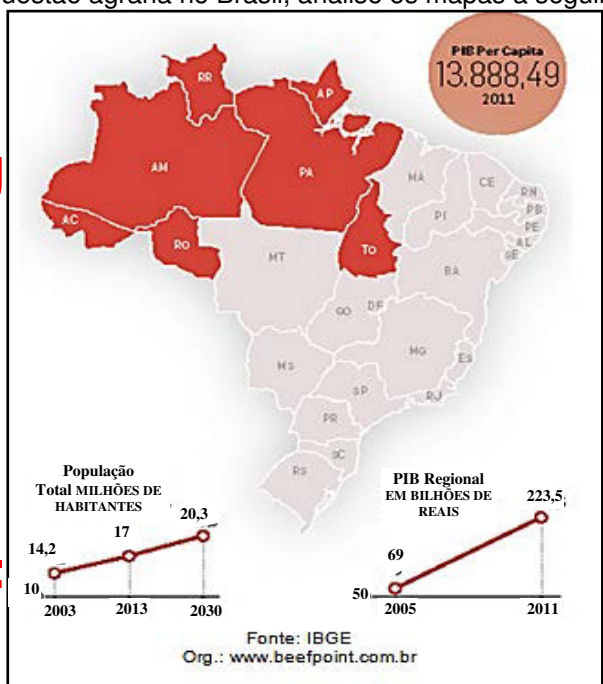 questão agrária no Brasil, analise os mapas a segui
PIB Per Capita
13.888,49
2011
RR
AP
AM
PA
MA
CE
RN
PB
PE
AL
SE
PI
AC
RO
TO
MT
BA
GO
DF
MG
ES
MS
SP
RJ
PR
SC
RS
População
Total MILHÕES DE
HABITANTES
14,2
17
20,3
10
2003
2013
2030
PIB Regional
EM BILHÕES DE
REAIS
69
223,5
50
2005
2011
Fonte: IBGE
Org.: www.beefpoint.com.br